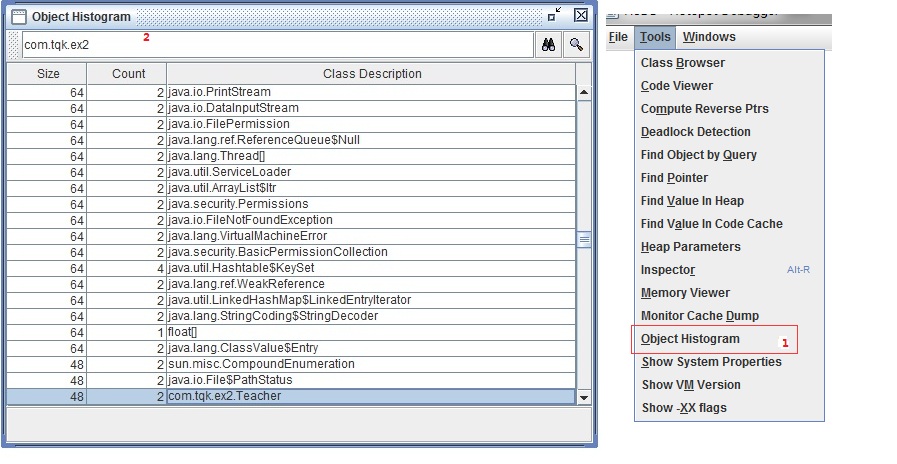 Object Histogram
com.tqk.ex2
2
Size Count Class Description
64 2 java.io.PrintStream
64 2 java.io.DataInputStream
64 2 java.io.FilePermission
64 2 java.lang.ref.ReferenceQueue$Null
64 2 java.lang.Thread[]
64 2 java.util.ServiceLoader
64 2 java.util.ArrayList$Itr
64 2 java.security.Permissions
64 2 java.io.FileNotFoundException
64 2 java.lang.VirtualMachineError
64 2 java.security.BasicPermissionCollection
64 4 java.util.Hashtable$KeySet
64 2 java.lang.ref.WeakReference
64 2 java.util.LinkedHashMap$LinkedEntryIterator
64 2 java.lang.StringCoding$StringDecoder
64 1 float[]
64 2 java.lang.ClassValue$Entry
48 2 sun.misc.CompoundEnumeration
48 2 java.io.File$PathStatus
48 2 com.tqk.ex2.Teacher
File Tools Windows
Class Browser
Code Viewer
Compute Reverse Ptrs
Deadlock Detection
Find Object by Query
Find Pointer
Find Value In Heap
Find Value In Code Cache
Heap Parameters
Inspector Alt-R
Memory Viewer
Monitor Cache Dump
Object Histogram
1
Show System Properties
Show VM Version
Show -XX flags